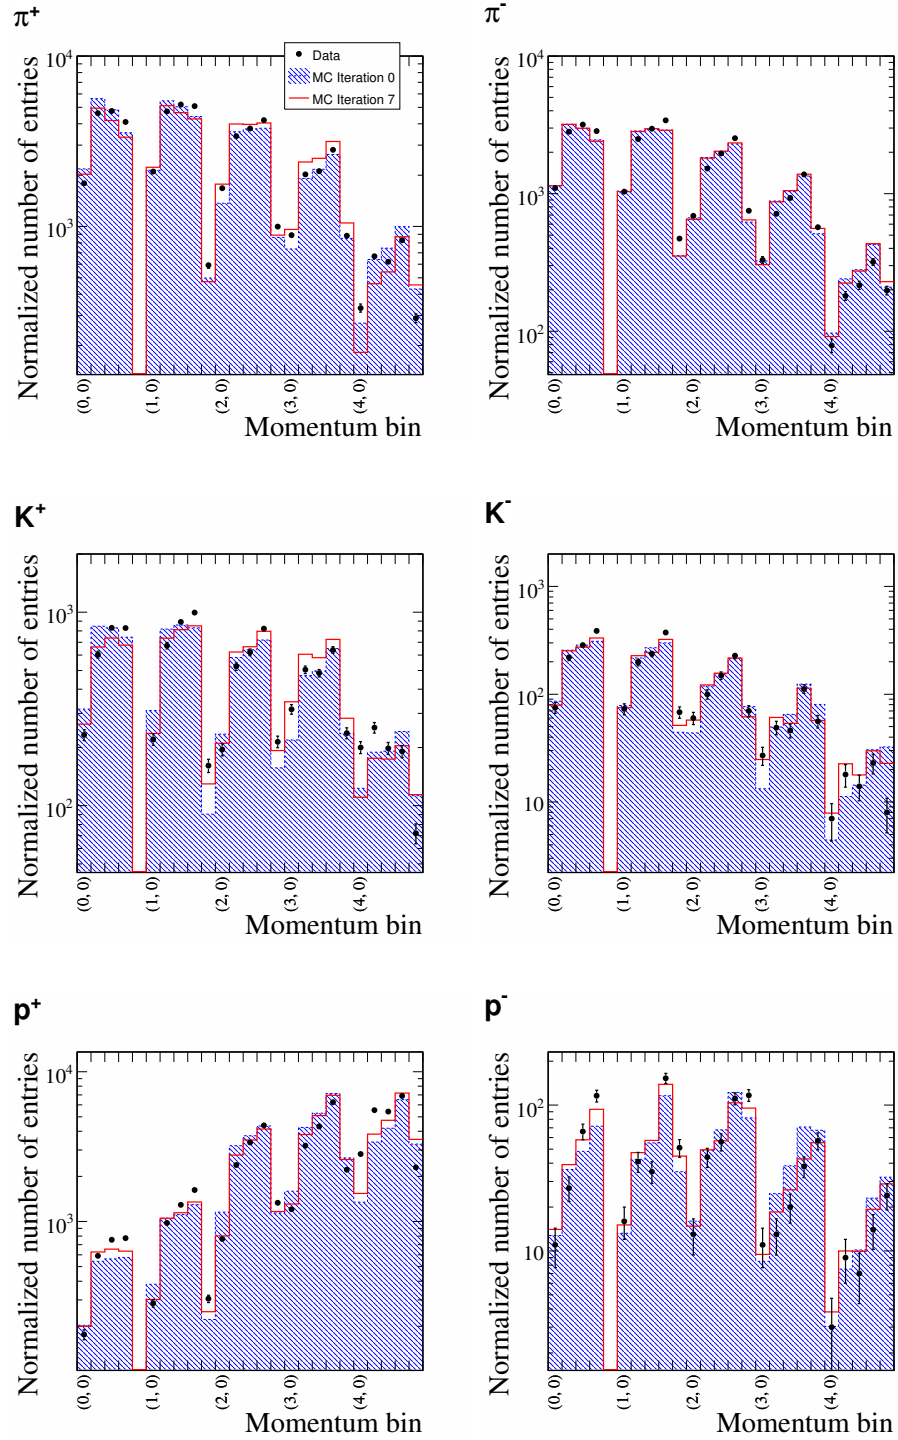 π⁺
Normalized number of entries
10⁴
10³
Data
MC Iteration 0
MC Iteration 7
(0, 0)
(1, 0)
(2, 0)
(3, 0)
(4, 0)
Momentum bin
π⁻
Normalized number of entries
10⁴
10³
10²
(0, 0)
(1, 0)
(2, 0)
(3, 0)
(4, 0)
Momentum bin
K⁺
Normalized number of entries
10³
10²
(0, 0)
(1, 0)
(2, 0)
(3, 0)
(4, 0)
Momentum bin
K⁻
Normalized number of entries
10³
10²
10
(0, 0)
(1, 0)
(2, 0)
(3, 0)
(4, 0)
Momentum bin
p⁺
Normalized number of entries
10⁴
10³
(0, 0)
(1, 0)
(2, 0)
(3, 0)
(4, 0)
Momentum bin
p⁻
Normalized number of entries
10²
10
(0, 0)
(1, 0)
(2, 0)
(3, 0)
(4, 0)
Momentum bin